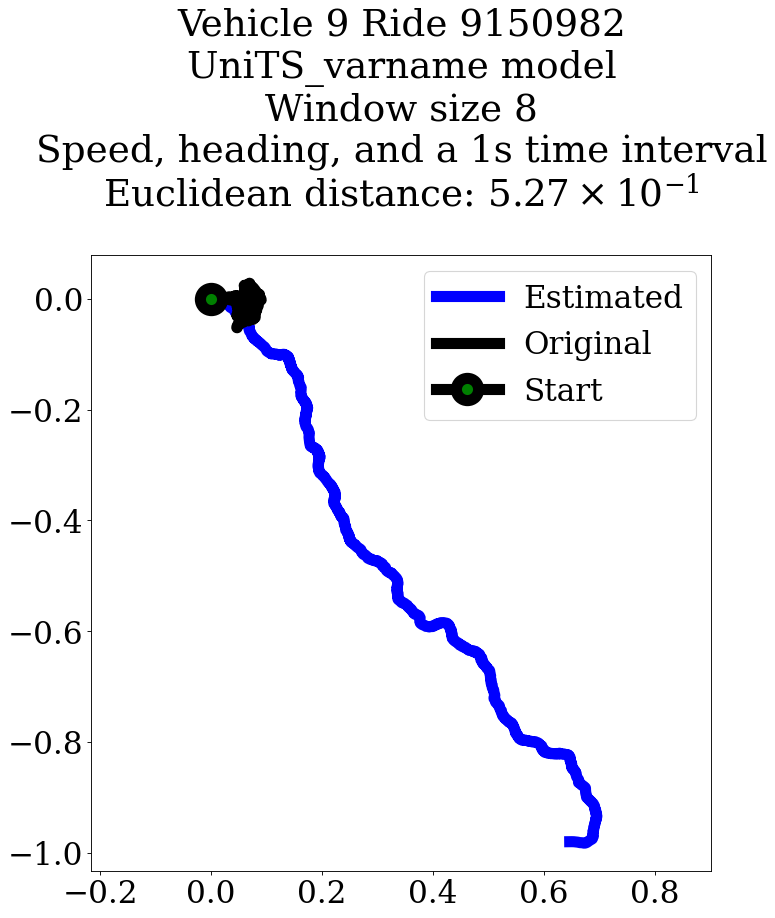 Vehicle 9 Ride 9150982
UniTS_varname model
Window size 8
Speed, heading, and a 1s time interval
Euclidean distance: 5.27 × 10⁻¹
Estimated
Original
Start
0.0
−0.2
−0.4
−0.6
−0.8
−1.0
−0.2 0.0 0.2 0.4 0.6 0.8